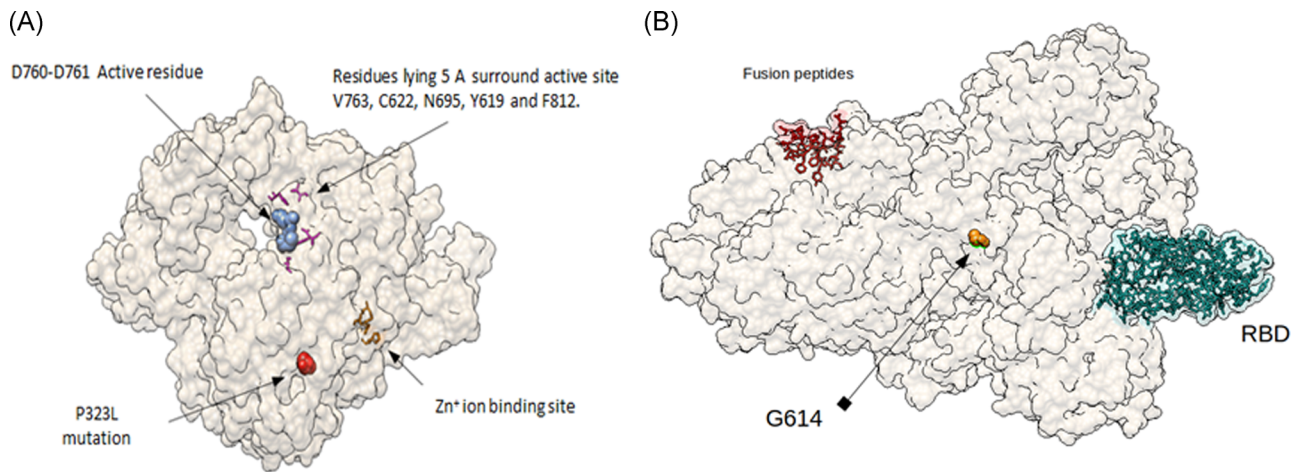 (A)
D760-D761 Active residue
Residues lying 5 A surround active site
V763, C622, N695, Y619 and F812.
P323L
mutation
Zn⁺ ion binding site
(B)
Fusion peptides
G614
RBD